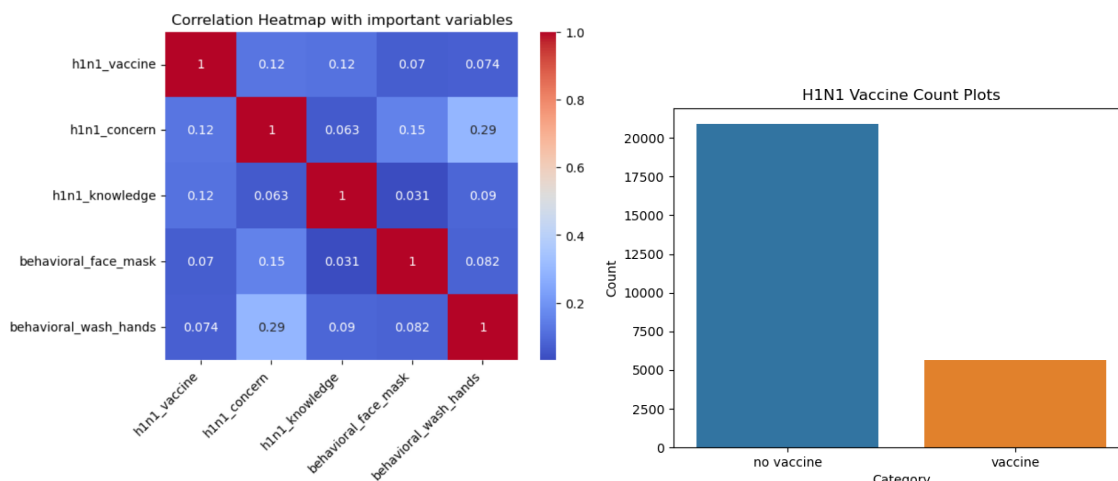 Correlation Heatmap with important variables
h1n1_vaccine 1 0.12 0.12 0.07 0.074
h1n1_concern 0.12 1 0.063 0.15 0.29
h1n1_knowledge 0.12 0.063 1 0.031 0.09
behavioral_face_mask 0.07 0.15 0.031 1 0.082
behavioral_wash_hands 0.074 0.29 0.09 0.082 1
h1n1_vaccine
h1n1_concern
h1n1_knowledge
behavioral_face_mask
behavioral_wash_hands
1.0
0.8
0.6
0.4
0.2
H1N1 Vaccine Count Plots
Count
20000
17500
15000
12500
10000
7500
5000
2500
0
no vaccine vaccine
Category